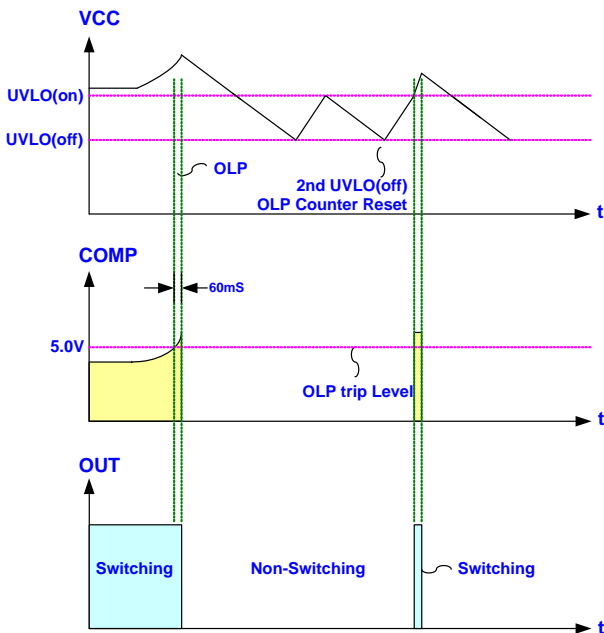 VCC
UVLO(on)
UVLO(off)
OLP
2nd UVLO(off)
OLP Counter Reset
t
COMP
60mS
5.0V
OLP trip Level
t
OUT
Switching
Non-Switching
Switching
t